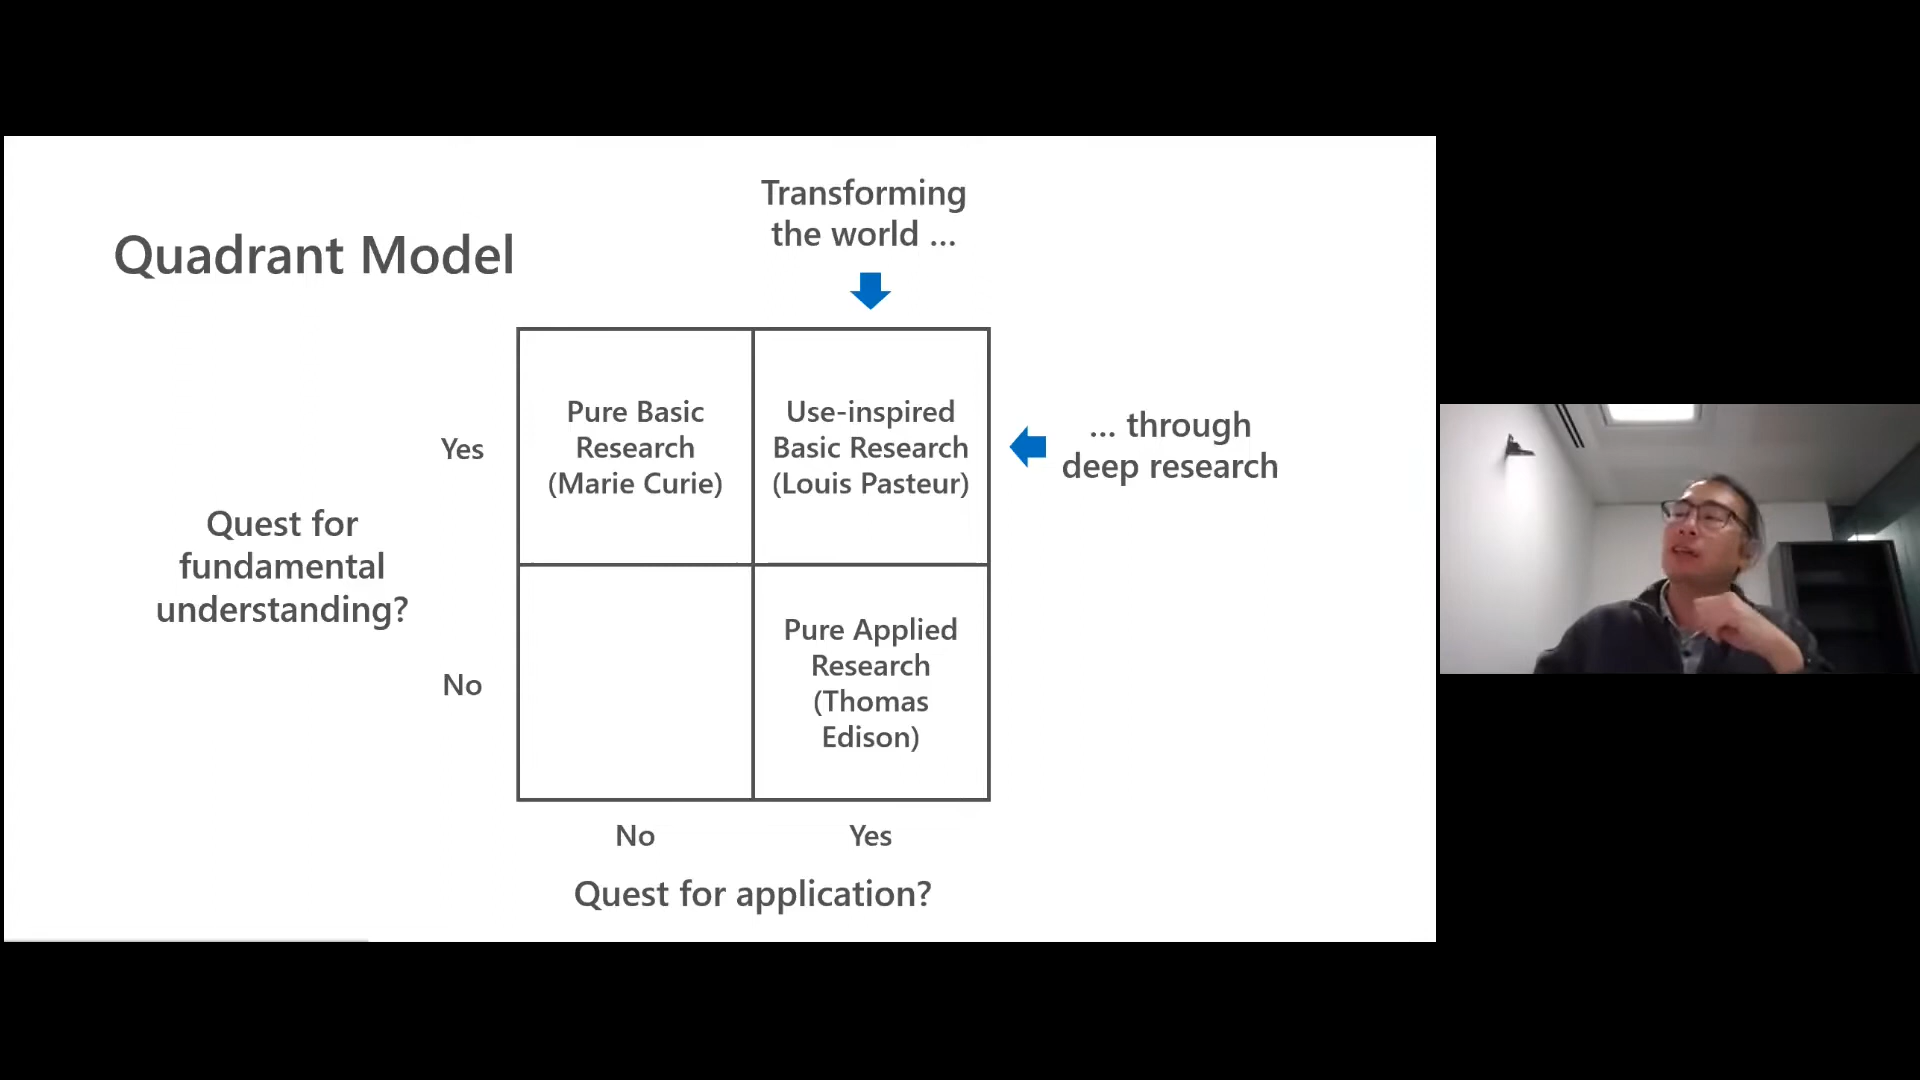 Transforming
the world ...
Quadrant Model
Pure Basic
Research
(Marie Curie)
Use-inspired
Basic Research
(Louis Pasteur)
... through
deep research
Yes
Quest for
fundamental
understanding?
No
Pure Applied
Research
(Thomas
Edison)
No
Yes
Quest for application?